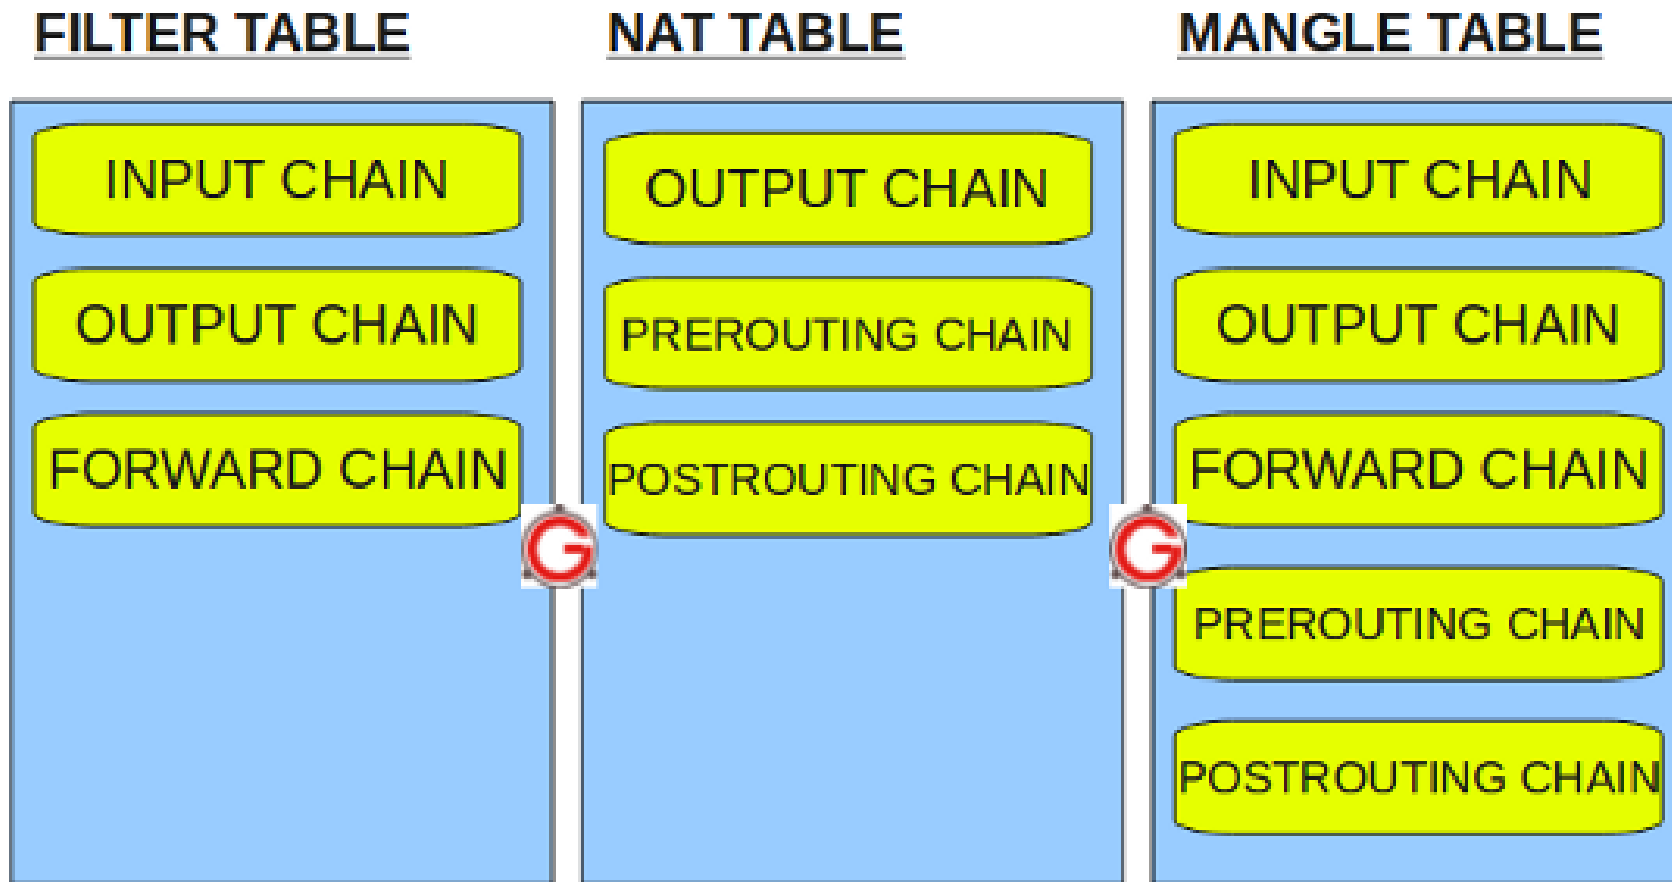 FILTER TABLE
INPUT CHAIN
OUTPUT CHAIN
FORWARD CHAIN
NAT TABLE
OUTPUT CHAIN
PREROUTING CHAIN
POSTROUTING CHAIN
MANGLE TABLE
INPUT CHAIN
OUTPUT CHAIN
FORWARD CHAIN
PREROUTING CHAIN
POSTROUTING CHAIN
G
G